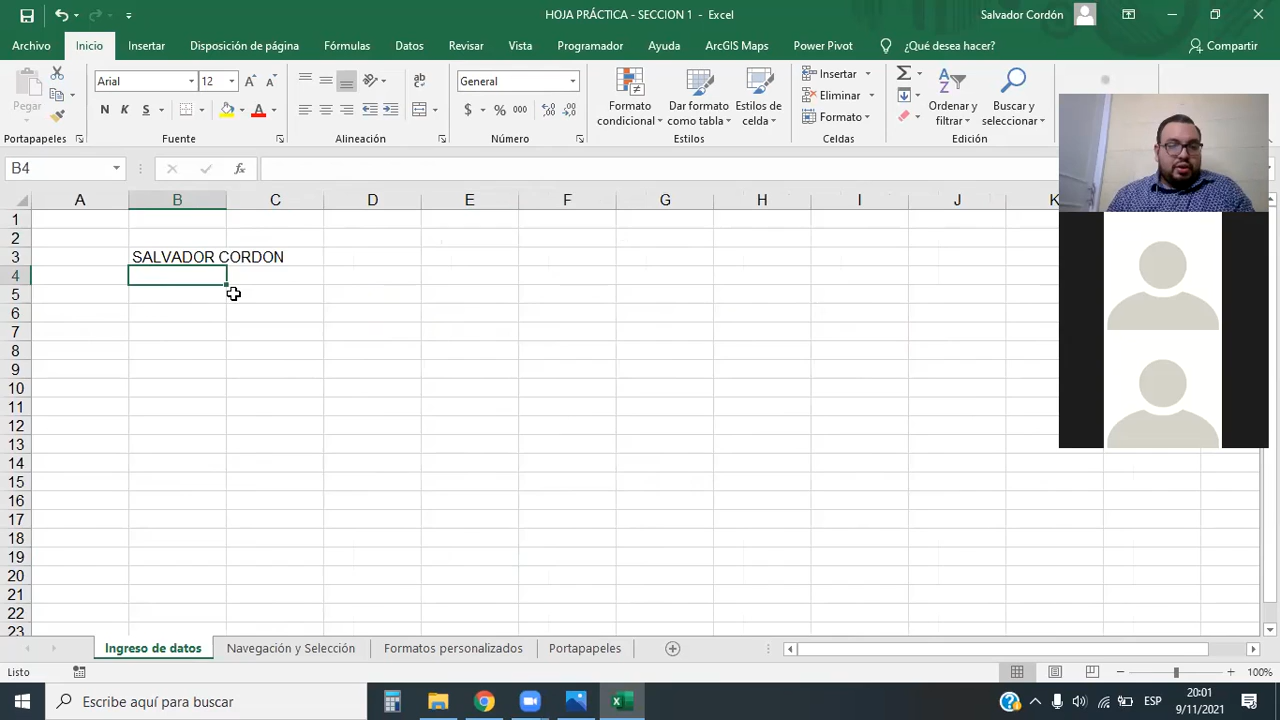 HOJA PRÁCTICA - SECCION 1 - Excel
Salvador Cordón
Archivo Inicio Insertar Disposición de página Fórmulas Datos Revisar Vista Programador Ayuda ArcGIS Maps Power Pivot ¿Qué desea hacer? Compartir
Pegar
Arial 12
N K S
General
$ % 000
Formato condicional
Dar formato como tabla
Estilos de celda
Insertar
Eliminar
Formato
Ordenar y filtrar
Buscar y seleccionar
Portapapeles Fuente Alineación Número Estilos Celdas Edición
B4 fx
A B C D E F G H I J K
1
2
3 SALVADOR CORDON
4
5
6
7
8
9
10
11
12
13
14
15
16
17
18
19
20
21
22
23
Ingreso de datos Navegación y Selección Formatos personalizados Portapapeles
Listo 100%
Escribe aquí para buscar
ESP
20:01
9/11/2021